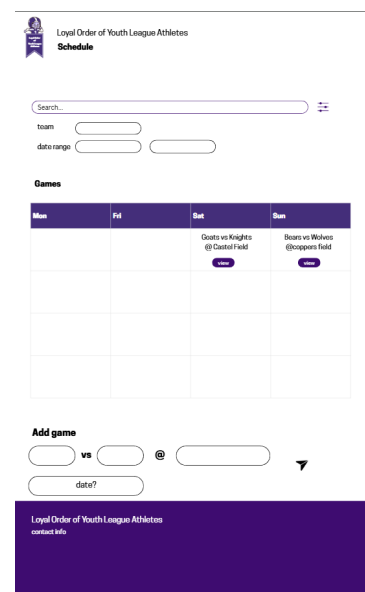 Loyal Order of Youth League Athletes
Schedule
Search...
team
date range
Games
Mon Fri Sat Sun
Goats vs Knights Bears vs Wolves
@ Castel Field @coppers field
view view
Add game
vs @
date?
Loyal Order of Youth League Athletes
contact info